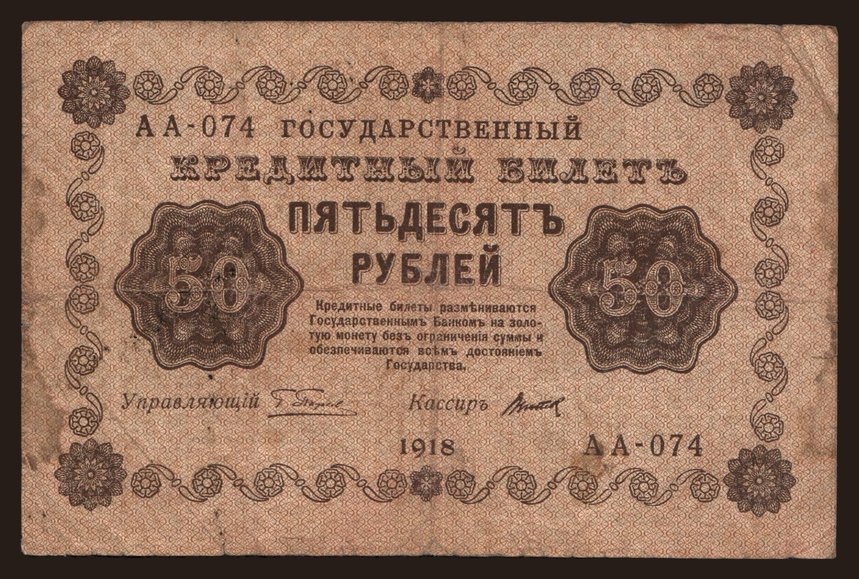 АА-074 ГОСУДАРСТВЕННЫЙ
КРЕДИТНЫЙ БИЛЕТЪ
ПЯТЬДЕСЯТЪ
РУБЛЕЙ
50
50
Кредитные билеты размѣниваются
Государственнымъ Банкомъ на золо-
тую монету безъ ограниченія суммы и
обезпечиваются всѣмъ достояніемъ
Государства.
Управляющій
Кассиръ
1918
АА-074